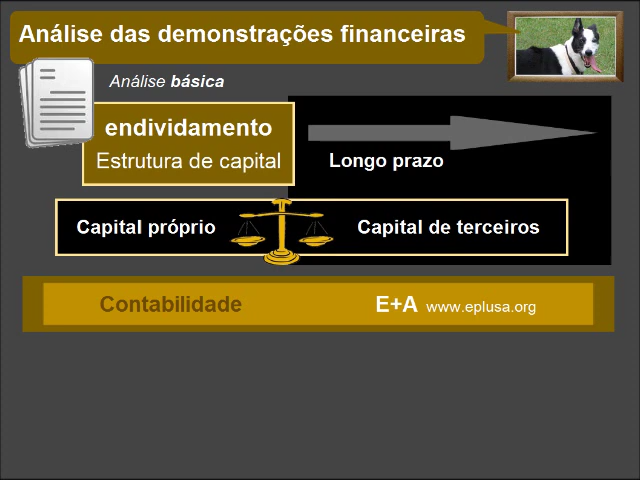 Análise das demonstrações financeiras
Análise básica
endividamento
Estrutura de capital
Longo prazo
Capital próprio
Capital de terceiros
Contabilidade
E+A www.eplusa.org